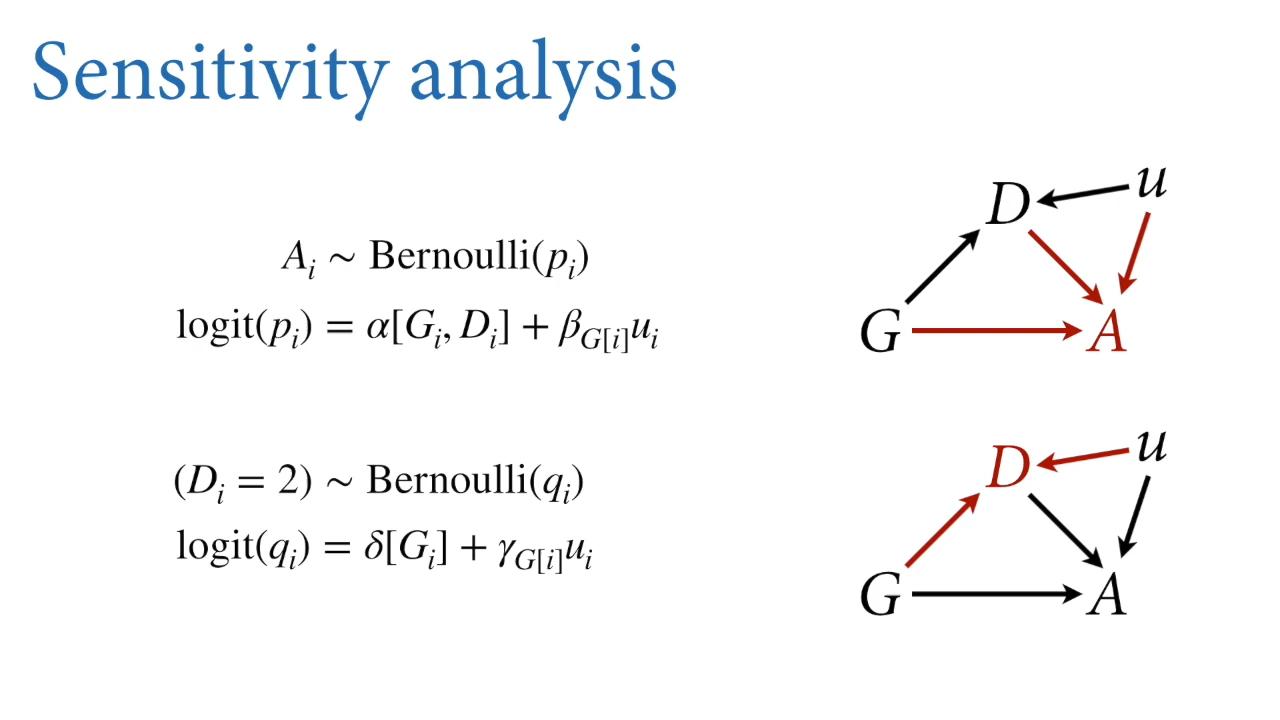 Sensitivity analysis
A_i ∼ Bernoulli(p_i)
logit(p_i) = α[G_i, D_i] + β_{G[i]}u_i
D u
G A
(D_i = 2) ∼ Bernoulli(q_i)
logit(q_i) = δ[G_i] + γ_{G[i]}u_i
D u
G A